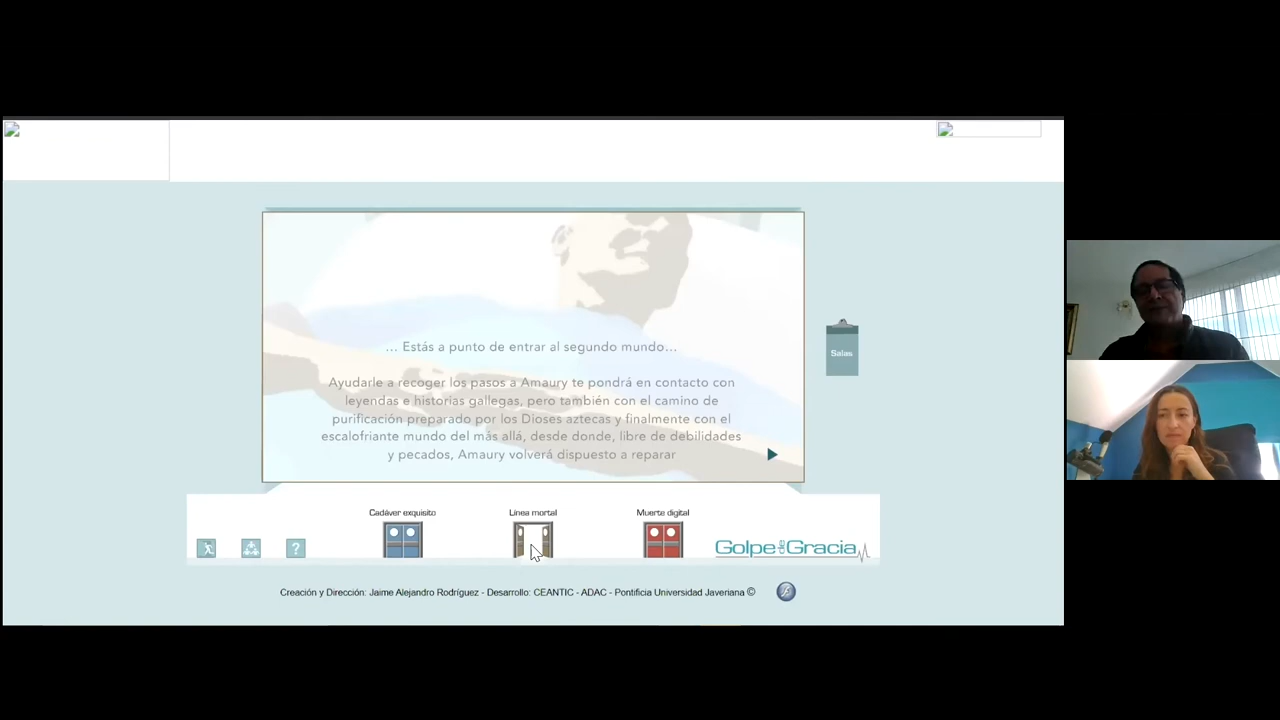 … Estás a punto de entrar al segundo mundo…
Ayudarle a recoger los pasos a Amaury te pondrá en contacto con
leyendas e historias gallegas, pero también con el camino de
purificación preparado por los Dioses aztecas y finalmente con el
escalofriante mundo del más allá, desde donde, libre de debilidades
y pecados, Amaury volverá dispuesto a reparar
Salas
Cadáver exquisito
Línea mortal
Muerte digital
?
Golpe de Gracia
Creación y Dirección: Jaime Alejandro Rodríguez - Desarrollo: CEANTIC - ADAC - Pontificia Universidad Javeriana ©